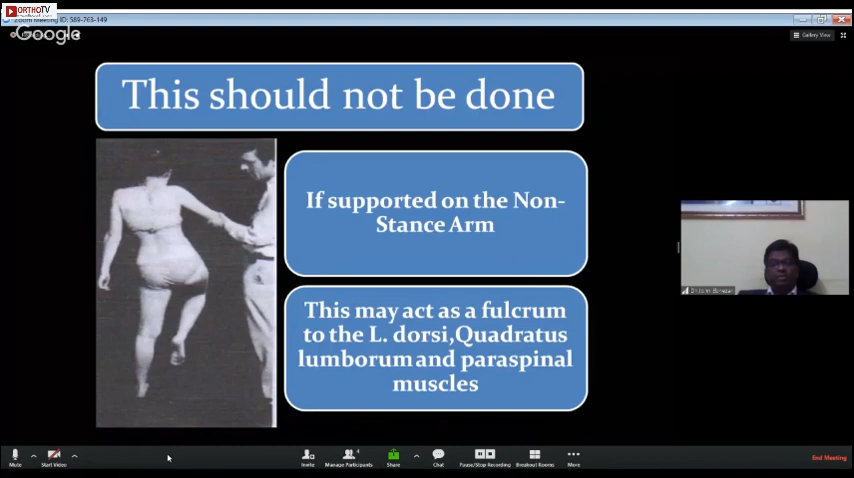 ORTHOTV
Zoom Meeting ID: 589-763-149
Google
Gallery View
This should not be done
If supported on the Non-
Stance Arm
This may act as a fulcrum
to the L. dorsi,Quadratus
lumborum and paraspinal
muscles
Mute
Start Video
Invite
4
Manage Participants
Share
Chat
Pause/Stop Recording
Breakout Rooms
More
End Meeting